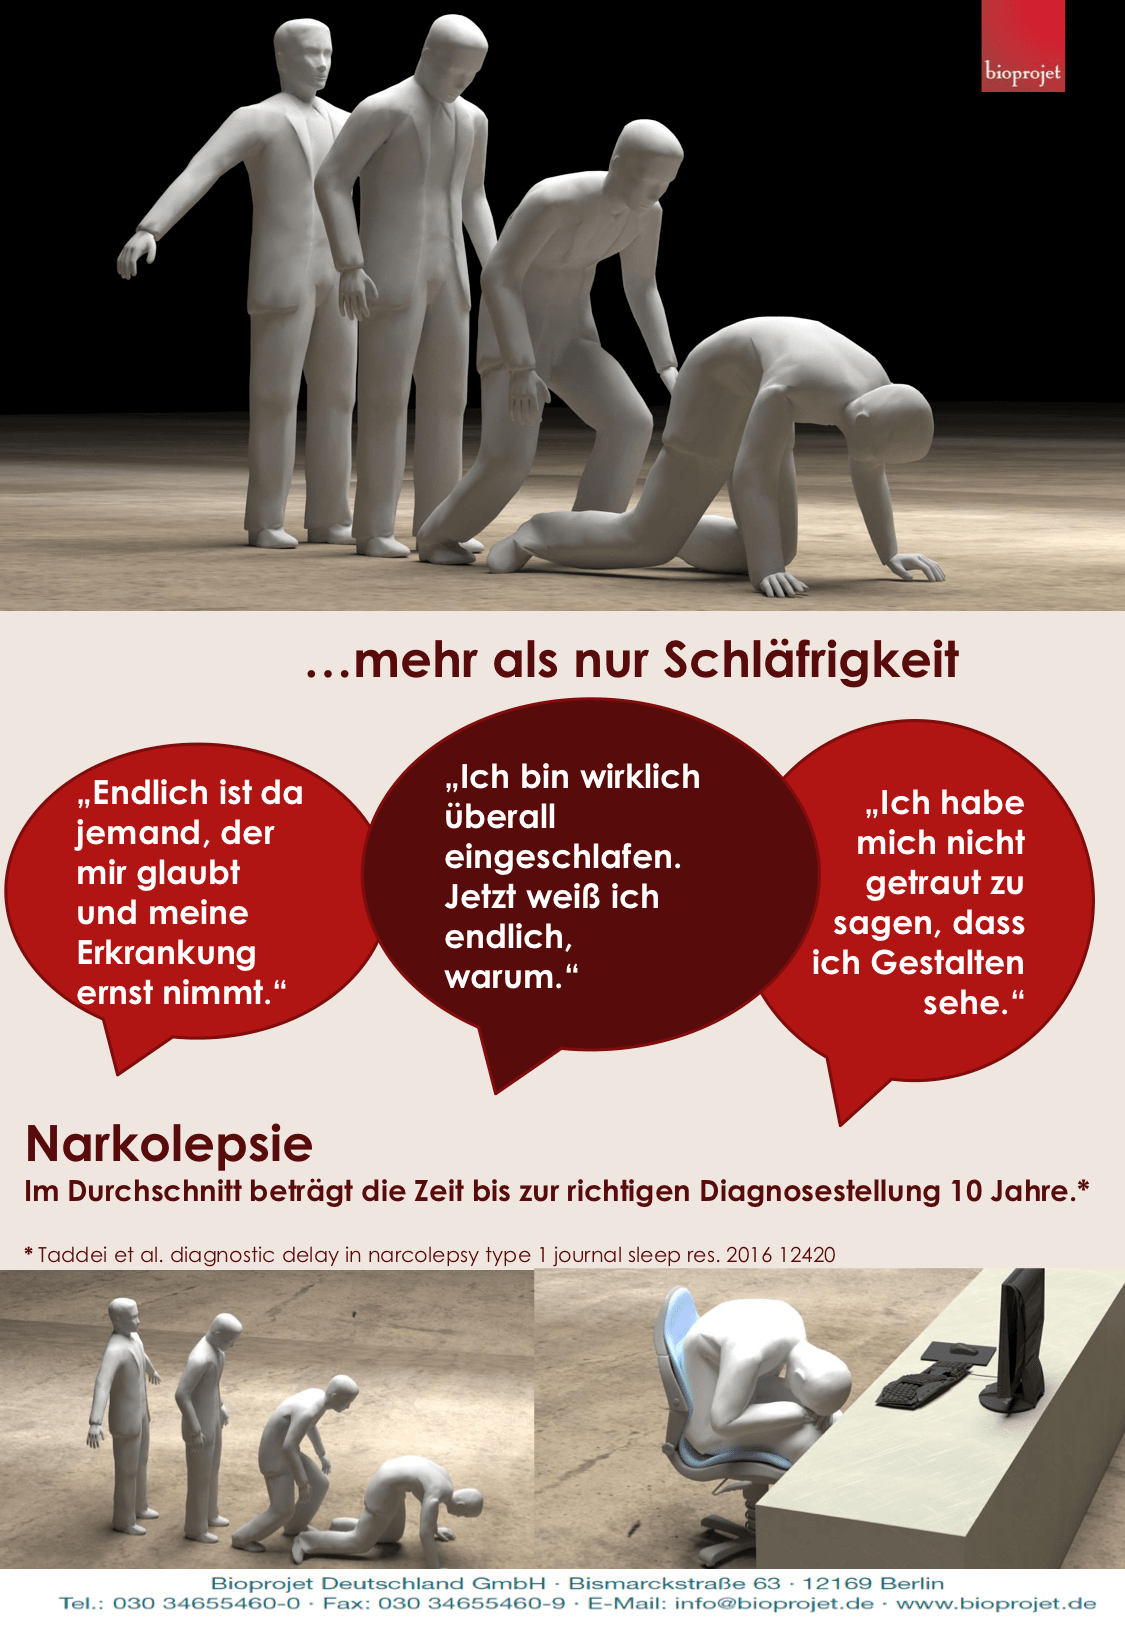 bioprojet
…mehr als nur Schläfrigkeit
„Endlich ist da
jemand, der
mir glaubt
und meine
Erkrankung
ernst nimmt.“
„Ich bin wirklich
überall
eingeschlafen.
Jetzt weiß ich
endlich,
warum.“
„Ich habe
mich nicht
getraut zu
sagen, dass
ich Gestalten
sehe.“
Narkolepsie
Im Durchschnitt beträgt die Zeit bis zur richtigen Diagnosestellung 10 Jahre.*
* Taddei et al. diagnostic delay in narcolepsy type 1 journal sleep res. 2016 12420
Bioprojet Deutschland GmbH · Bismarckstraße 63 · 12169 Berlin
Tel.: 030 34655460-0 · Fax: 030 34655460-9 · E-Mail: info@bioprojet.de · www.bioprojet.de